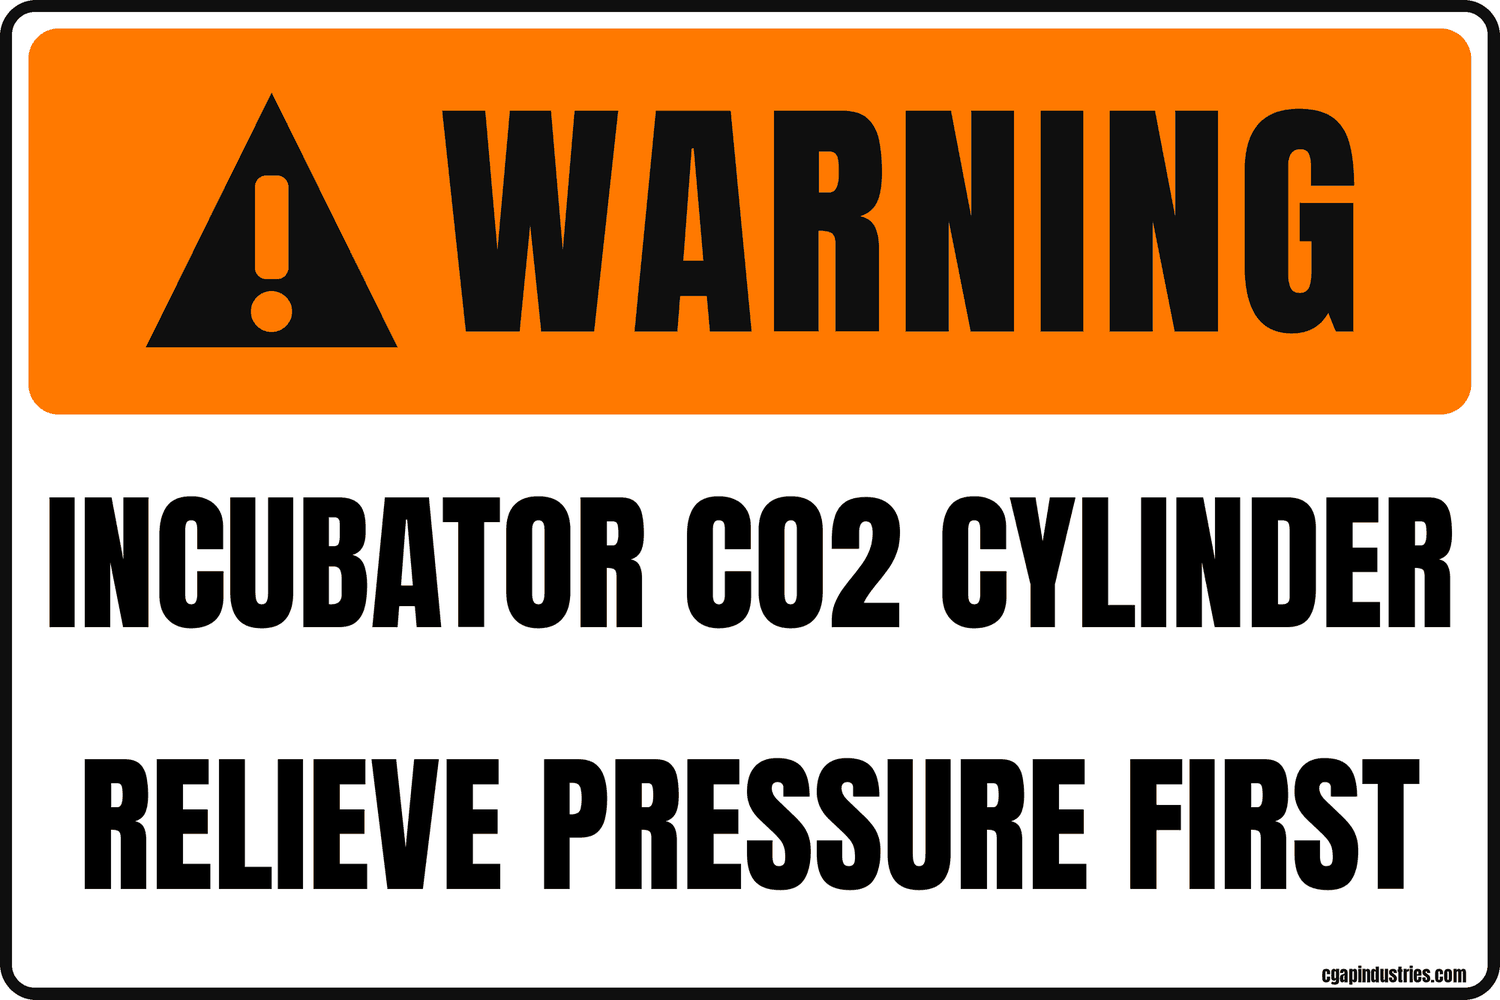 WARNING
INCUBATOR CO2 CYLINDER
RELIEVE PRESSURE FIRST
cgapindustries.com